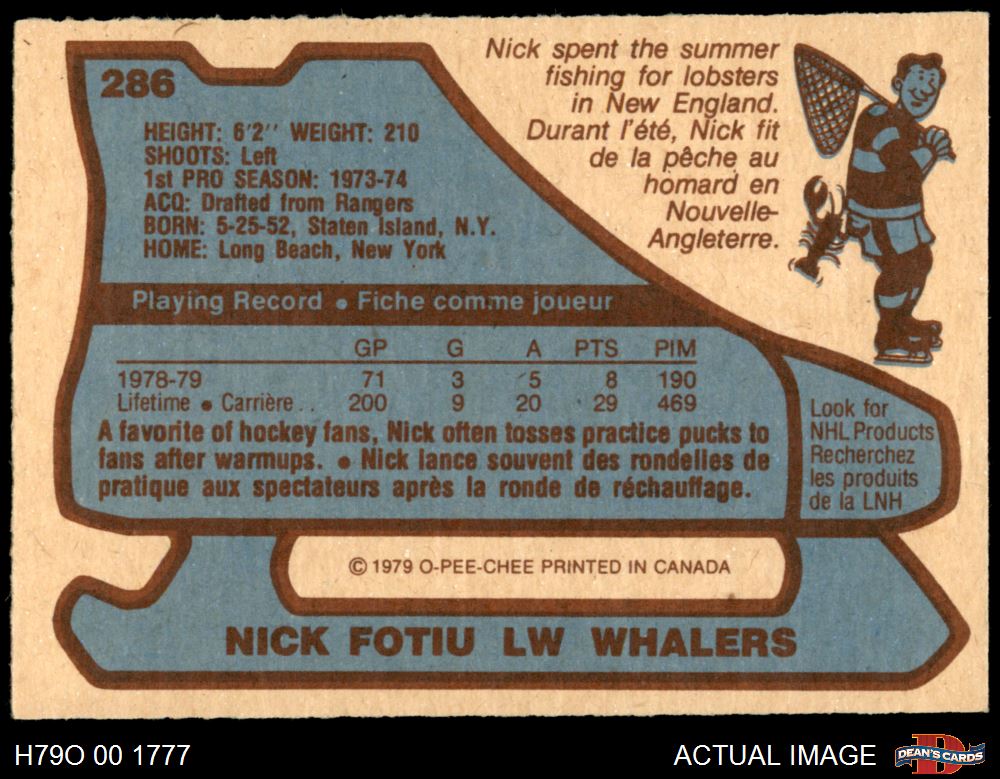 286
HEIGHT: 6'2'' WEIGHT: 210
SHOOTS: Left
1st PRO SEASON: 1973-74
ACQ: Drafted from Rangers
BORN: 5-25-52, Staten Island, N.Y.
HOME: Long Beach, New York
Nick spent the summer
fishing for lobsters
in New England.
Durant l'été, Nick fit
de la pêche au
homard en
Nouvelle-
Angleterre.
Playing Record • Fiche comme joueur
GP G A PTS PIM
1978-79 71 3 5 8 190
Lifetime • Carrière . . 200 9 20 29 469
A favorite of hockey fans, Nick often tosses practice pucks to
fans after warmups. • Nick lance souvent des rondelles de
pratique aux spectateurs après la ronde de réchauffage.
Look for
NHL Products
Recherchez
les produits
de la LNH
© 1979 O-PEE-CHEE PRINTED IN CANADA
NICK FOTIU LW WHALERS
H79O 00 1777
ACTUAL IMAGE
D
DEAN'S CARDS